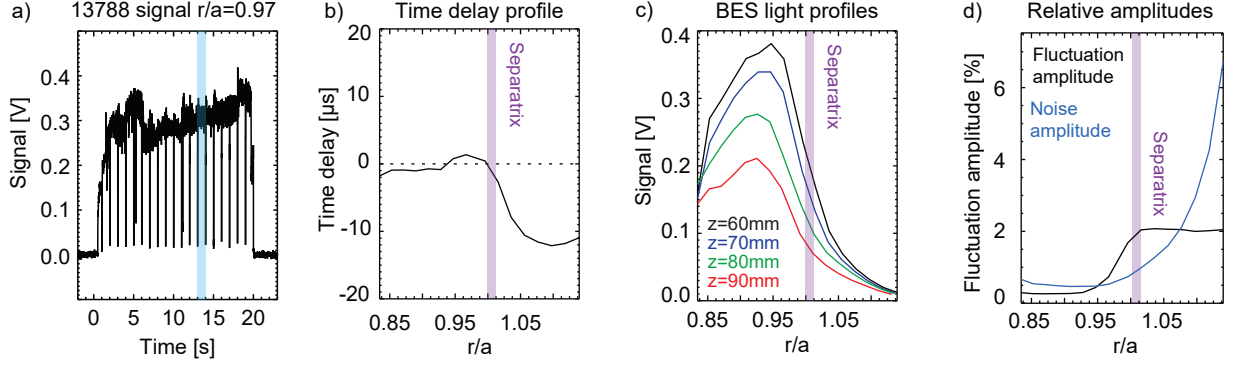 a) 13788 signal r/a=0.97
Signal [V]
0.4
0.3
0.2
0.1
0.0
0 5 10 15 20
Time [s]
b) Time delay profile
Time delay [µs]
20
10
0
-10
-20
Separatrix
0.85 0.95 1.05
r/a
c) BES light profiles
Signal [V]
0.4
0.3
0.2
0.1
0.0
Separatrix
z=60mm
z=70mm
z=80mm
z=90mm
0.85 0.95 1.05
r/a
d) Relative amplitudes
Fluctuation amplitude [%]
6
4
2
0
Fluctuation
amplitude
Noise
amplitude
Separatrix
0.85 0.95 1.05
r/a